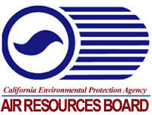 California Environmental Protection Agency
AIR RESOURCES BOARD